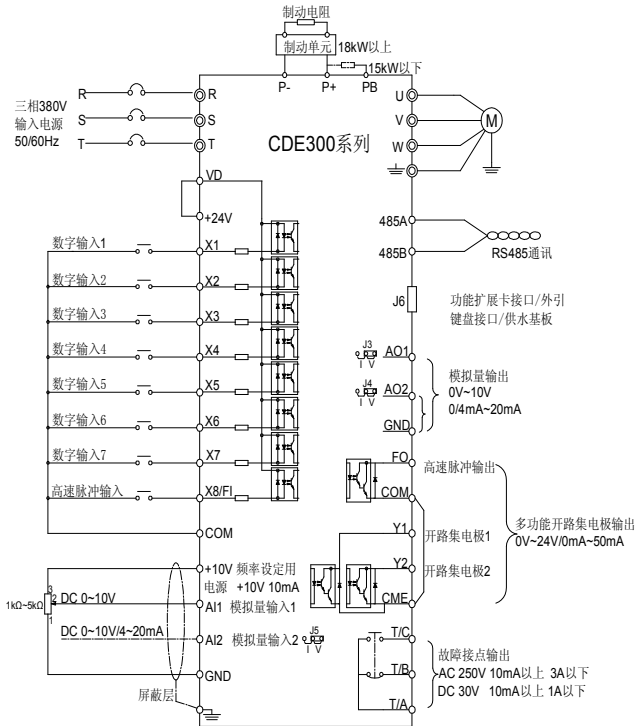 制动电阻
制动单元
18kW以上
15kW以下
P-
P+
PB
三相380V
输入电源
50/60Hz
R
S
T
R
S
T
CDE300系列
U
V
W
M
VD
+24V
485A
485B
RS485通讯
J6
功能扩展卡接口/外引
键盘接口/供水基板
数字输入1
X1
数字输入2
X2
数字输入3
X3
数字输入4
X4
数字输入5
X5
数字输入6
X6
数字输入7
X7
高速脉冲输入
X8/FI
COM
J3
I V
AO1
J4
I V
AO2
GND
模拟量输出
0V~10V
0/4mA~20mA
FO
高速脉冲输出
COM
Y1
开路集电极1
Y2
开路集电极2
CME
多功能开路集电极输出
0V~24V/0mA~50mA
+10V 频率设定用
电源 +10V 10mA
3
2
1
1kΩ~5kΩ
DC 0~10V
AI1 模拟量输入1
DC 0~10V/4~20mA
AI2 模拟量输入2
J5
I V
GND
屏蔽层
T/C
T/B
T/A
故障接点输出
AC 250V 10mA以上 3A以下
DC 30V 10mA以上 1A以下